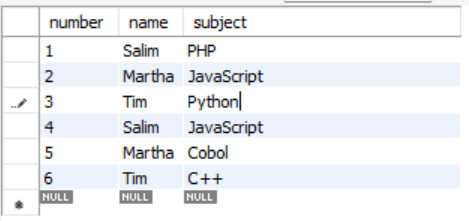 number name subject
1 Salim PHP
2 Martha JavaScript
3 Tim Python
4 Salim JavaScript
5 Martha Cobol
6 Tim C++
NULL NULL NULL